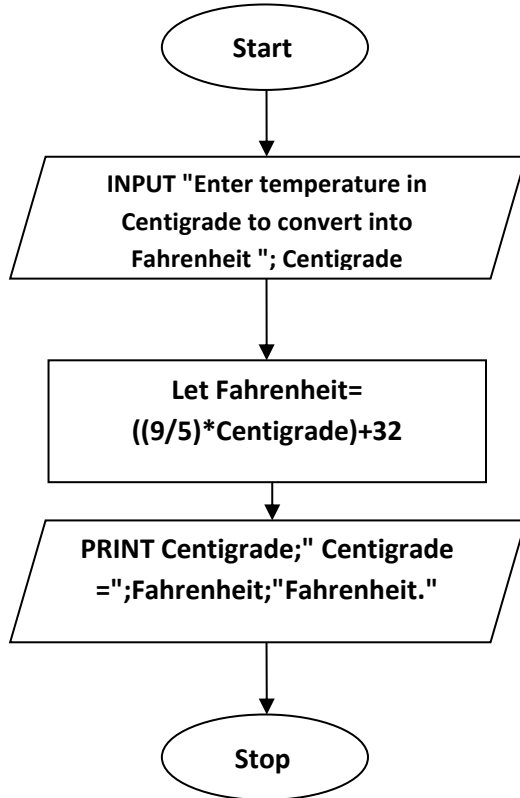 Start
INPUT "Enter temperature in
Centigrade to convert into
Fahrenheit "; Centigrade
Let Fahrenheit=
((9/5)*Centigrade)+32
PRINT Centigrade;" Centigrade
=";Fahrenheit;"Fahrenheit."
Stop